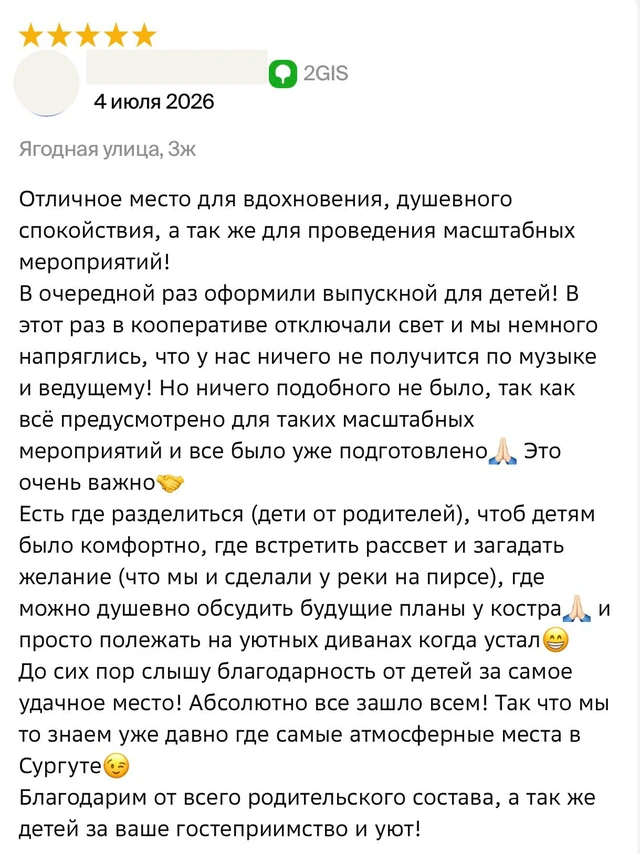 2GIS
4 июля 2026
Ягодная улица, 3ж
Отличное место для вдохновения, душевного
спокойствия, а так же для проведения масштабных
мероприятий!
В очередной раз оформили выпускной для детей! В
этот раз в кооперативе отключали свет и мы немного
напряглись, что у нас ничего не получится по музыке
и ведущему! Но ничего подобного не было, так как
всё предусмотрено для таких масштабных
мероприятий и все было уже подготовлено🙏🏻 Это
очень важно🤝
Есть где разделиться (дети от родителей), чтоб детям
было комфортно, где встретить рассвет и загадать
желание (что мы и сделали у реки на пирсе), где
можно душевно обсудить будущие планы у костра🙏🏻 и
просто полежать на уютных диванах когда устал😁
До сих пор слышу благодарность от детей за самое
удачное место! Абсолютно все зашло всем! Так что мы
то знаем уже давно где самые атмосферные места в
Сургуте😉
Благодарим от всего родительского состава, а так же
детей за ваше гостеприимство и уют!